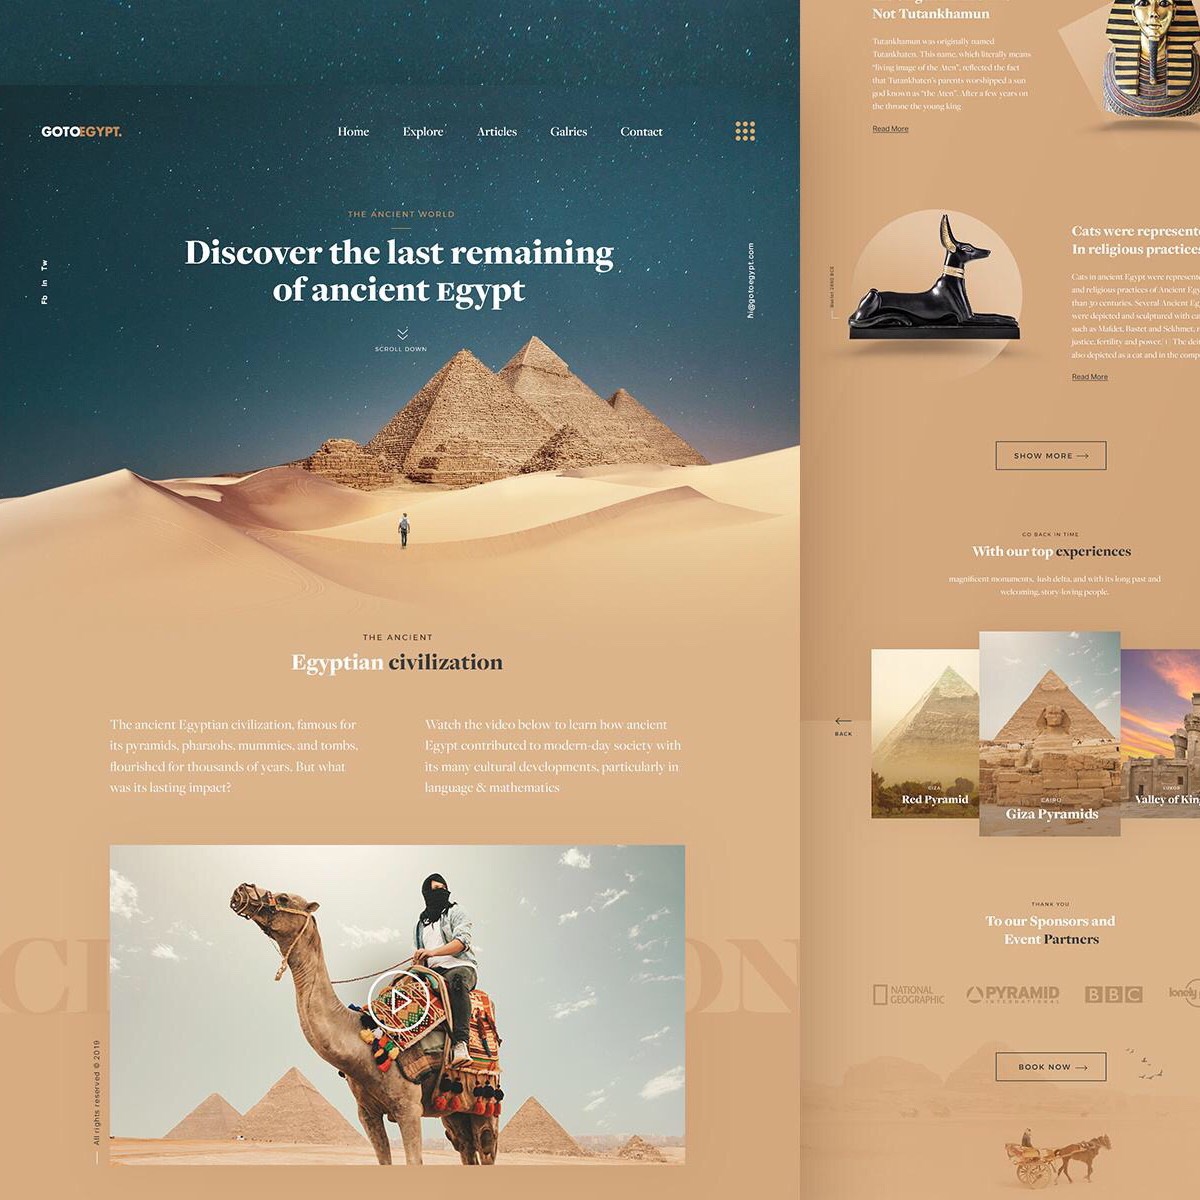 GOTOEGYPT.
Home Explore Articles Galries Contact
THE ANCIENT WORLD
Discover the last remaining
of ancient Egypt
SCROLL DOWN
Fb In Tw
hi@gotoegypt.com
THE ANCIENT
Egyptian civilization
The ancient Egyptian civilization, famous for
its pyramids, pharaohs, mummies, and tombs,
flourished for thousands of years. But what
was its lasting impact?
Watch the video below to learn how ancient
Egypt contributed to modern-day society with
its many cultural developments, particularly in
language & mathematics
All rights reserved © 2019
Not Tutankhamun
Tutankhamun was originally named
Tutankhaten. This name, which literally means
"living image of the Aten", reflected the fact
that Tutankhaten's parents worshipped a sun
god known as "the Aten". After a few years on
the throne the young king
Read More
Cats were represente
In religious practices
Cats in ancient Egypt were represente
and religious practices of Ancient Eg
than 30 centuries. Several Ancient Eg
were depicted and sculptured with ca
such as Mafdet, Bastet and Sekhmet, r
justice, fertility and power. The dei
also depicted as a cat and in the comp
Read More
SHOW MORE
GO BACK IN TIME
With our top experiences
magnificent monuments, lush delta, and with its long past and
welcoming, story-loving people.
BACK
GIZA
Red Pyramid
CAIRO
Giza Pyramids
LUXOR
Valley of Kin
THANK YOU
To our Sponsors and
Event Partners
NATIONAL
GEOGRAPHIC
PYRAMID
INTERNATIONAL
BBC
lonely
BOOK NOW